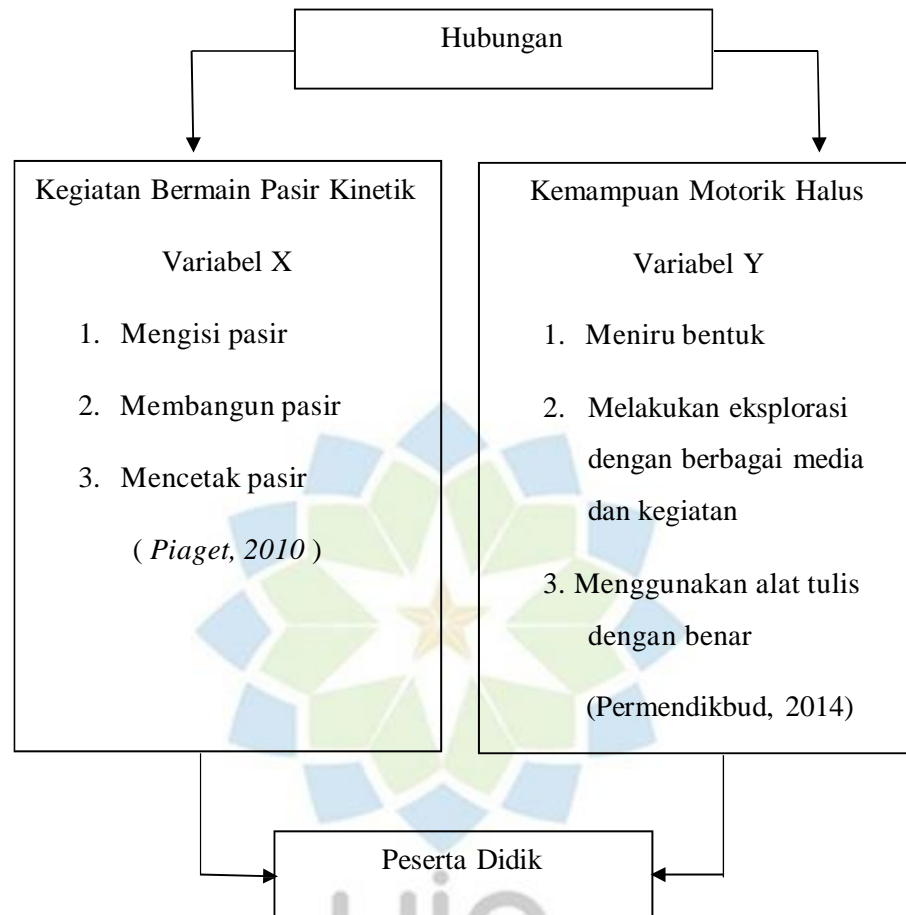 Hubungan
Kegiatan Bermain Pasir Kinetik
Variabel X
1. Mengisi pasir
2. Membangun pasir
3. Mencetak pasir
( Piaget, 2010 )
Kemampuan Motorik Halus
Variabel Y
1. Meniru bentuk
2. Melakukan eksplorasi
dengan berbagai media
dan kegiatan
3. Menggunakan alat tulis
dengan benar
(Permendikbud, 2014)
Peserta Didik